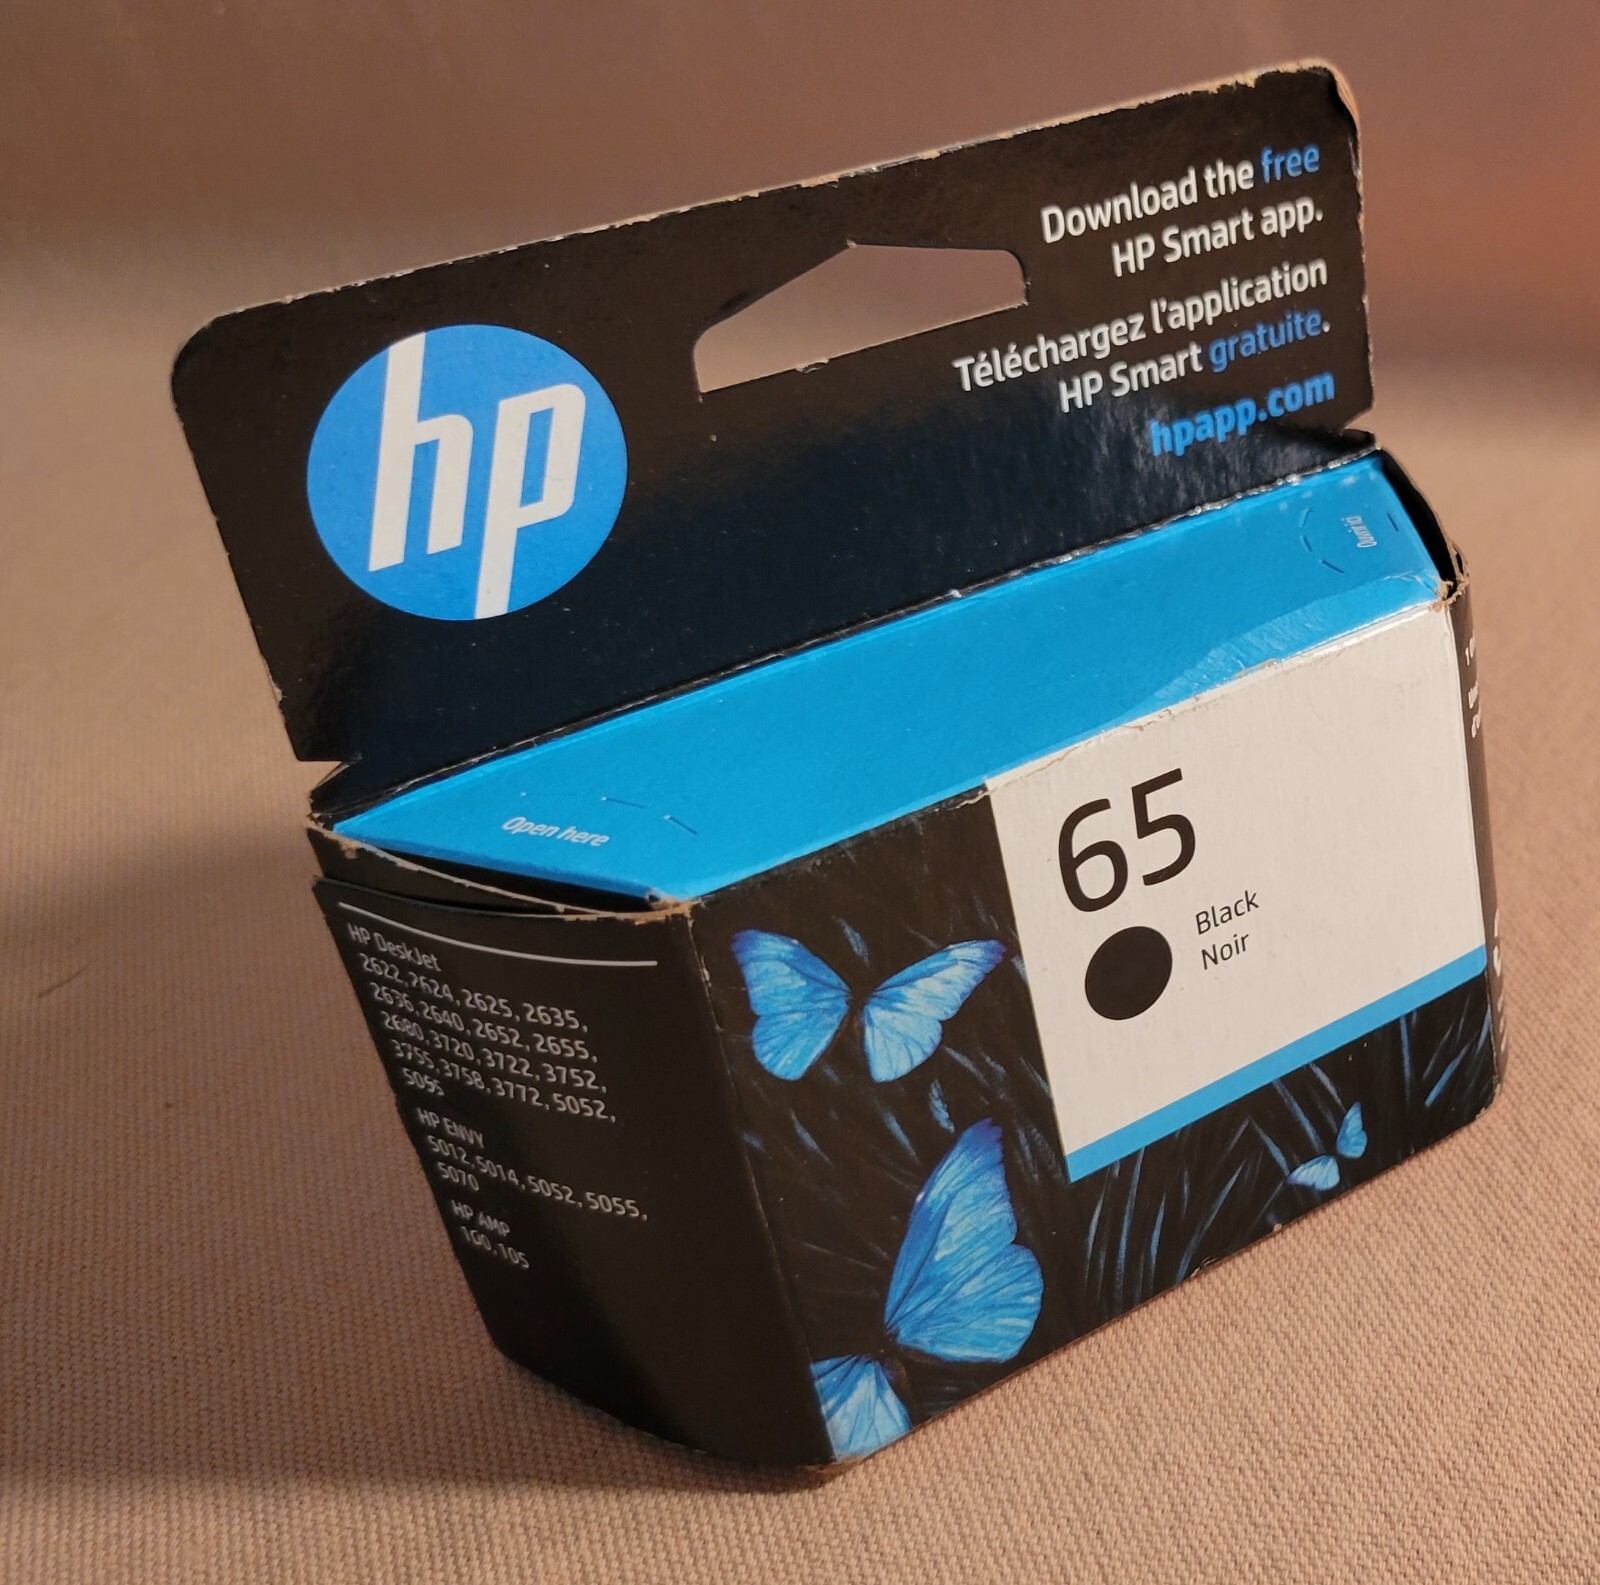 Download the free
HP Smart app.
Téléchargez l'application
HP Smart gratuite.
hpapp.com
hp
Open here
65
Black
Noir
HP DeskJet
2622, 2624, 2625, 2635,
2636, 2640, 2652, 2655,
2680, 3720, 3722, 3752,
3755, 3758, 3772, 5052,
5055
HP ENVY
5012, 5014, 5052, 5055,
5070
HP AMP
100, 105